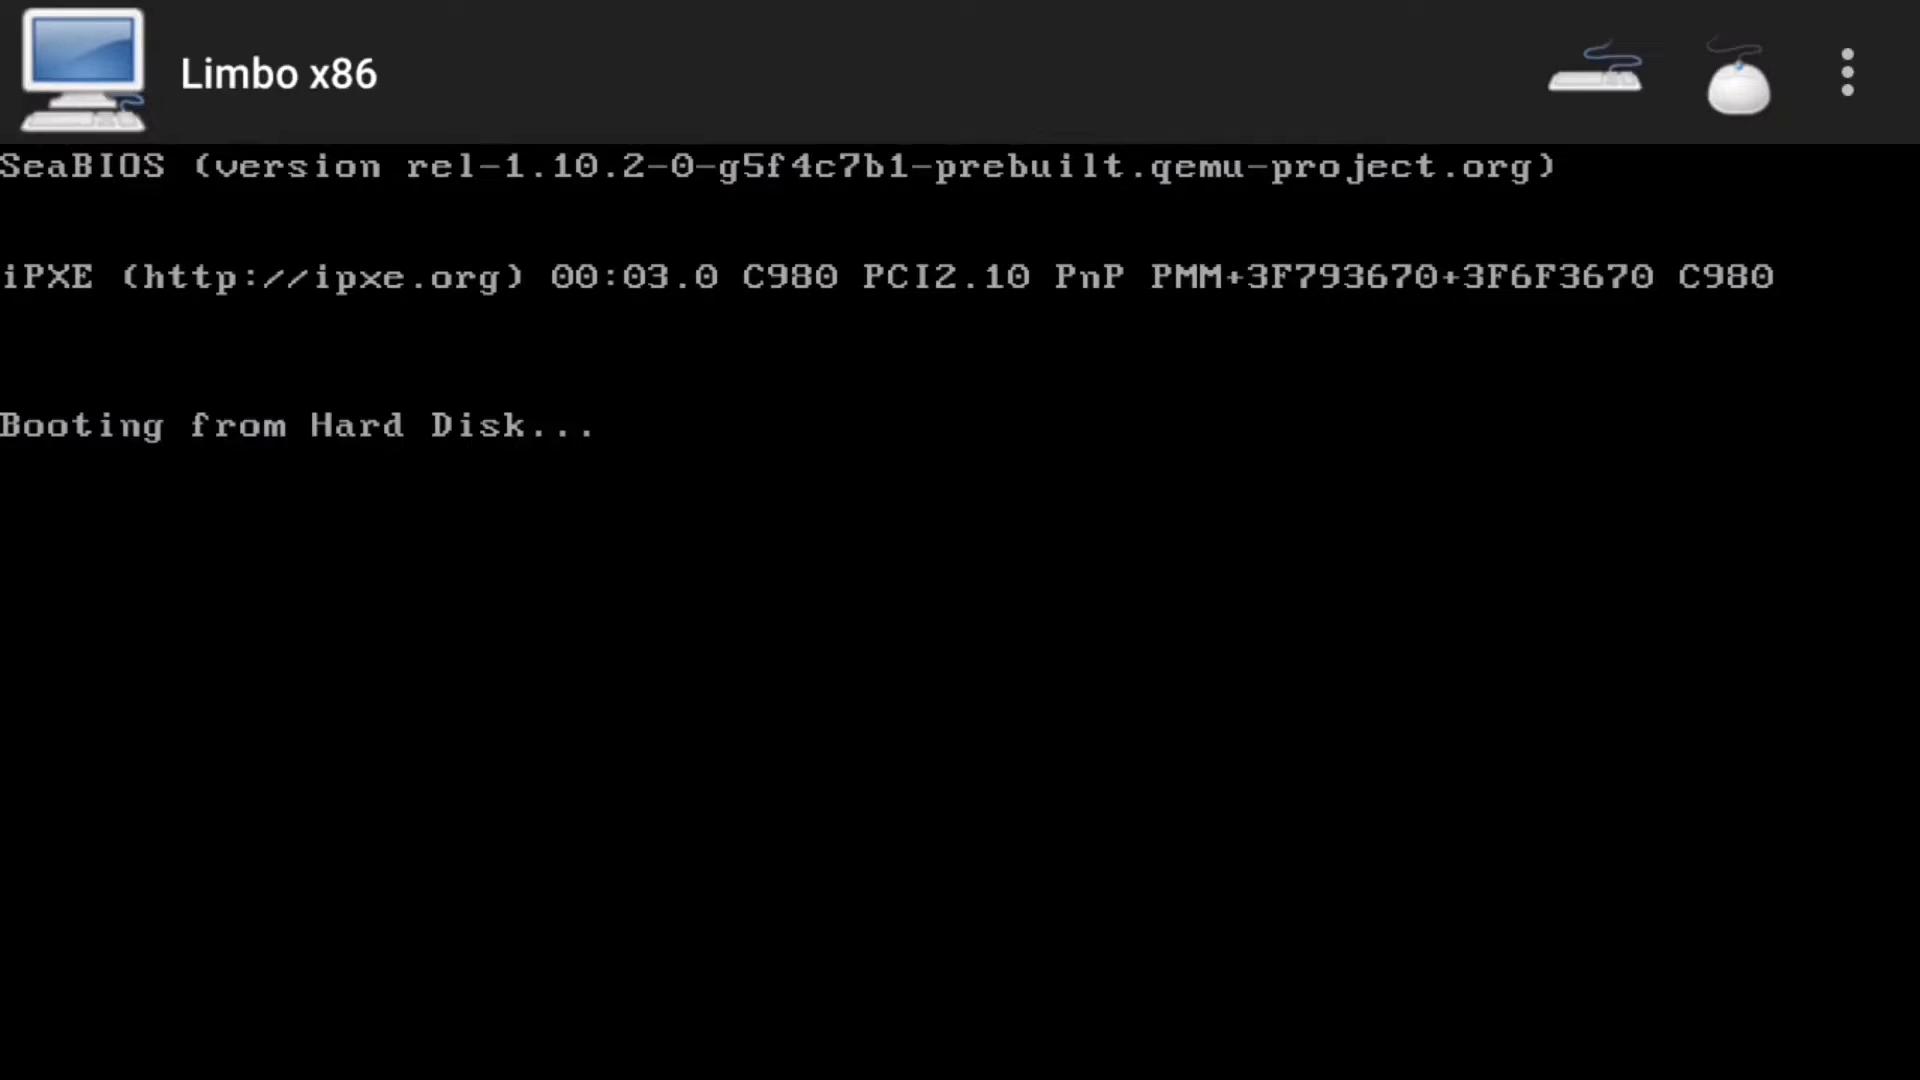 Limbo x86
SeaBIOS (version rel-1.10.2-0-g5f4c7b1-prebuilt.qemu-project.org)
iPXE (http://ipxe.org) 00:03.0 C980 PCI2.10 PnP PMM+3F793670+3F6F3670 C980
Booting from Hard Disk...